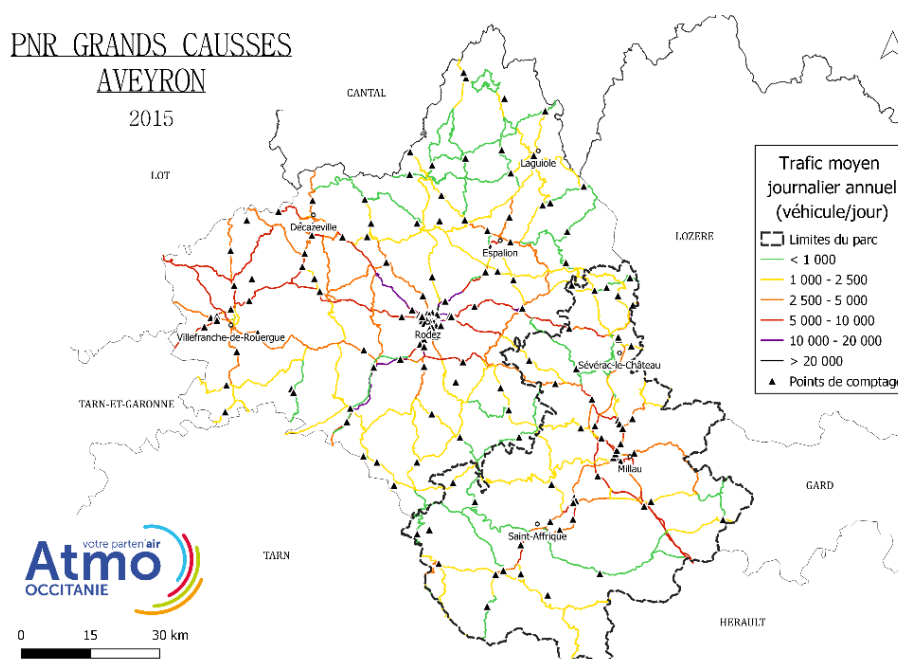 PNR GRANDS CAUSSES
AVEYRON
2015
CANTAL
LOT
LOZERE
TARN-ET-GARONNE
TARN
GARD
HERAULT
Laguiole
Decazeville
Espalion
Villefranche-de-Rouergue
Rodez
Sévérac-le-Château
Millau
Saint-Affrique
Trafic moyen
journalier annuel
(véhicule/jour)
Limites du parc
< 1 000
1 000 - 2 500
2 500 - 5 000
5 000 - 10 000
10 000 - 20 000
> 20 000
Points de comptage
votre parten'air
Atmo
OCCITANIE
0 15 30 km